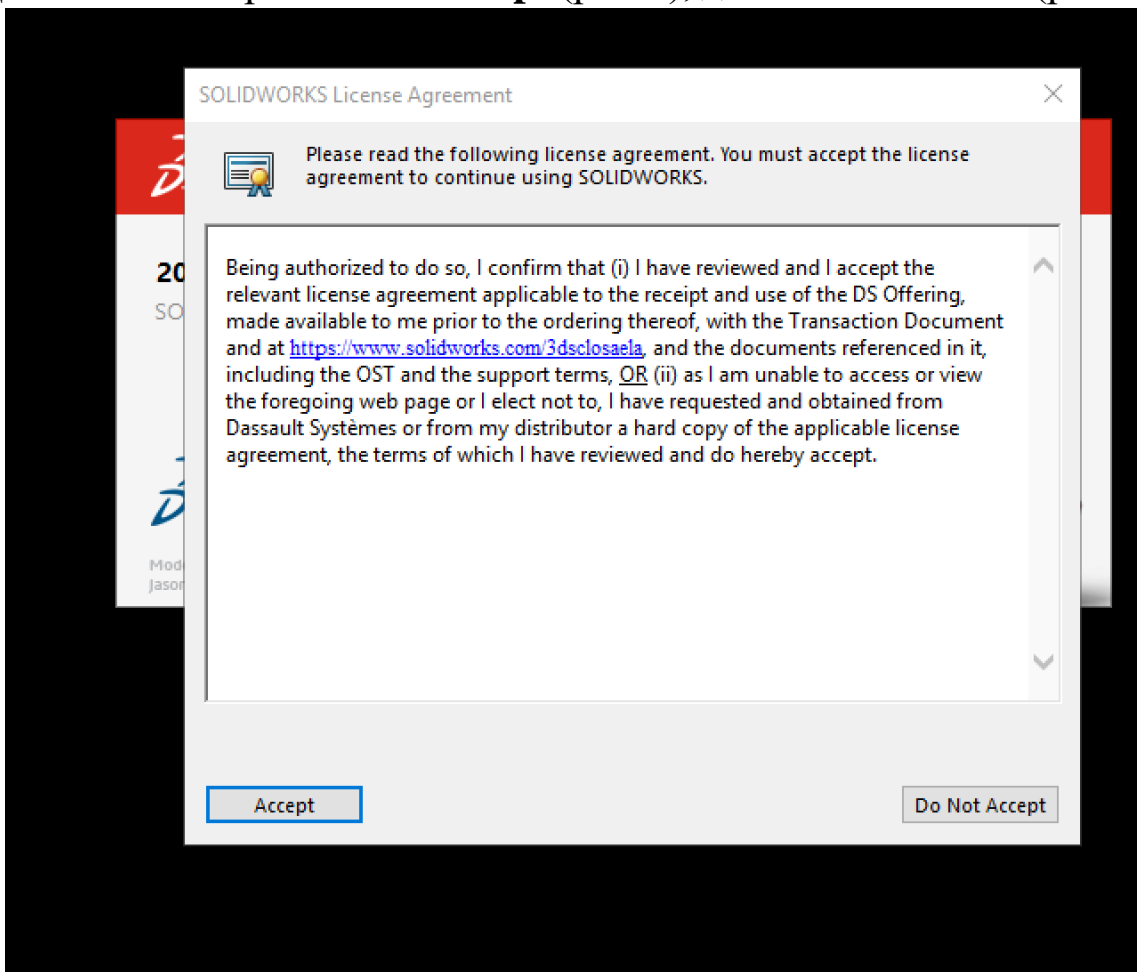 SOLIDWORKS License Agreement
Please read the following license agreement. You must accept the license
agreement to continue using SOLIDWORKS.
20
SO
Being authorized to do so, I confirm that (i) I have reviewed and I accept the
relevant license agreement applicable to the receipt and use of the DS Offering,
made available to me prior to the ordering thereof, with the Transaction Document
and at https://www.solidworks.com/3dsclosaela, and the documents referenced in it,
including the OST and the support terms, OR (ii) as I am unable to access or view
the foregoing web page or I elect not to, I have requested and obtained from
Dassault Systèmes or from my distributor a hard copy of the applicable license
agreement, the terms of which I have reviewed and do hereby accept.
Mod
Jason
Accept
Do Not Accept